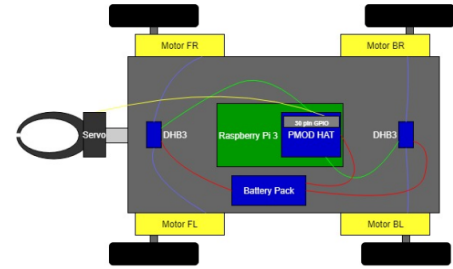 Motor FR
Motor BR
36 pin GPIO
Servo
DHB3
Raspberry Pi 3
PMOD HAT
DHB3
Battery Pack
Motor FL
Motor BL